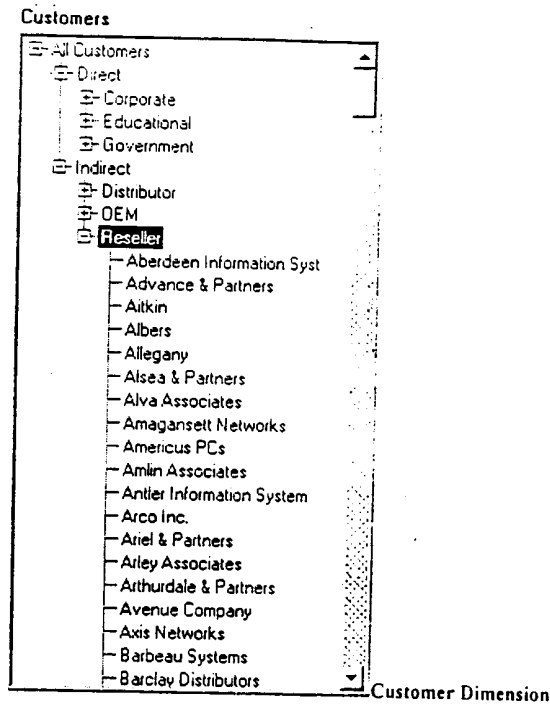 Customers
All Customers
Direct
Corporate
Educational
Government
Indirect
Distributor
OEM
Reseller
Aberdeen Information Syst
Advance & Partners
Aitkin
Albers
Allegany
Alsea & Partners
Alva Associates
Amagansett Networks
Americus PCs
Amlin Associates
Antler Information System
Arco Inc.
Ariel & Partners
Arley Associates
Arthurdale & Partners
Avenue Company
Axis Networks
Barbeau Systems
Barclay Distributors
Customer Dimension